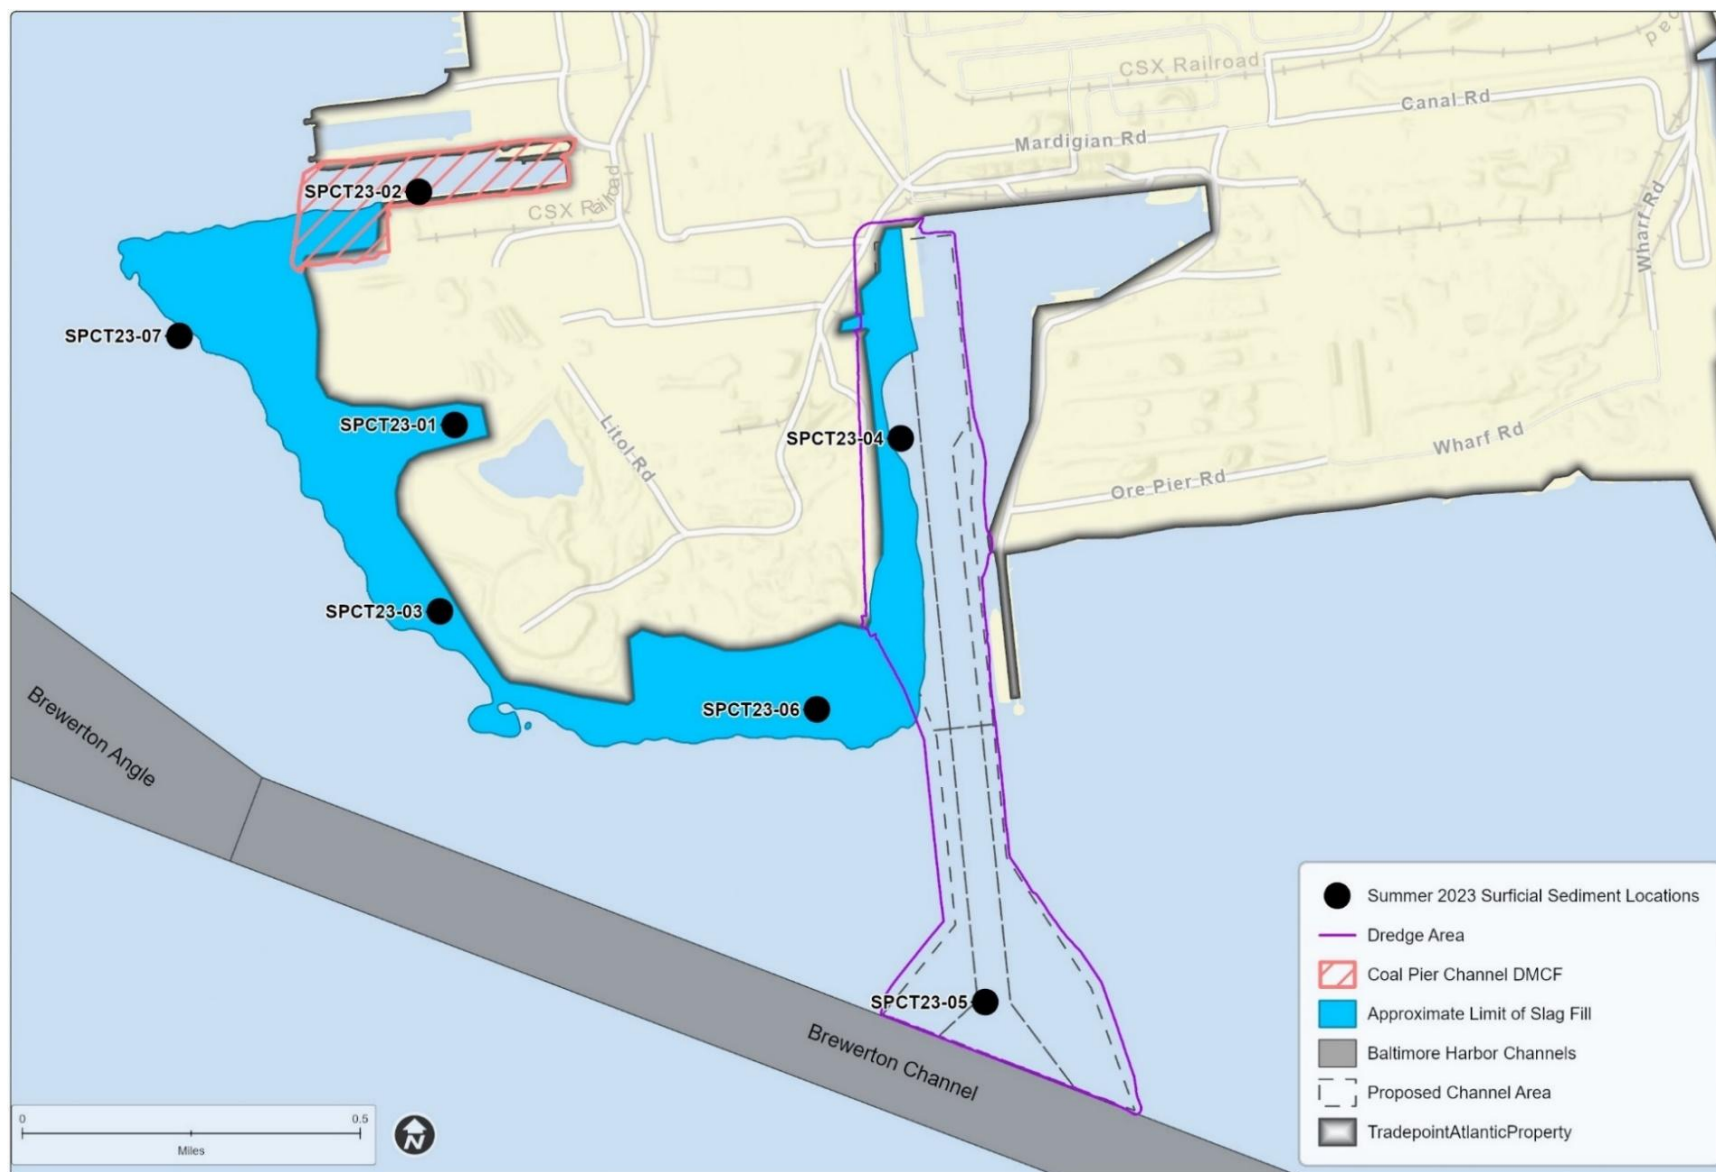 oad
CSX Railroad
Canal Rd
Mardigian Rd
SPCT23-02
CSX Railroad
Wharf Rd
SPCT23-07
SPCT23-01
SPCT23-04
Litol Rd
Wharf Rd
Ore Pier Rd
SPCT23-03
SPCT23-06
Brewerton Angle
SPCT23-05
Brewerton Channel
Summer 2023 Surficial Sediment Locations
Dredge Area
Coal Pier Channel DMCF
Approximate Limit of Slag Fill
Baltimore Harbor Channels
Proposed Channel Area
TradepointAtlanticProperty
0 0.5
Miles
N